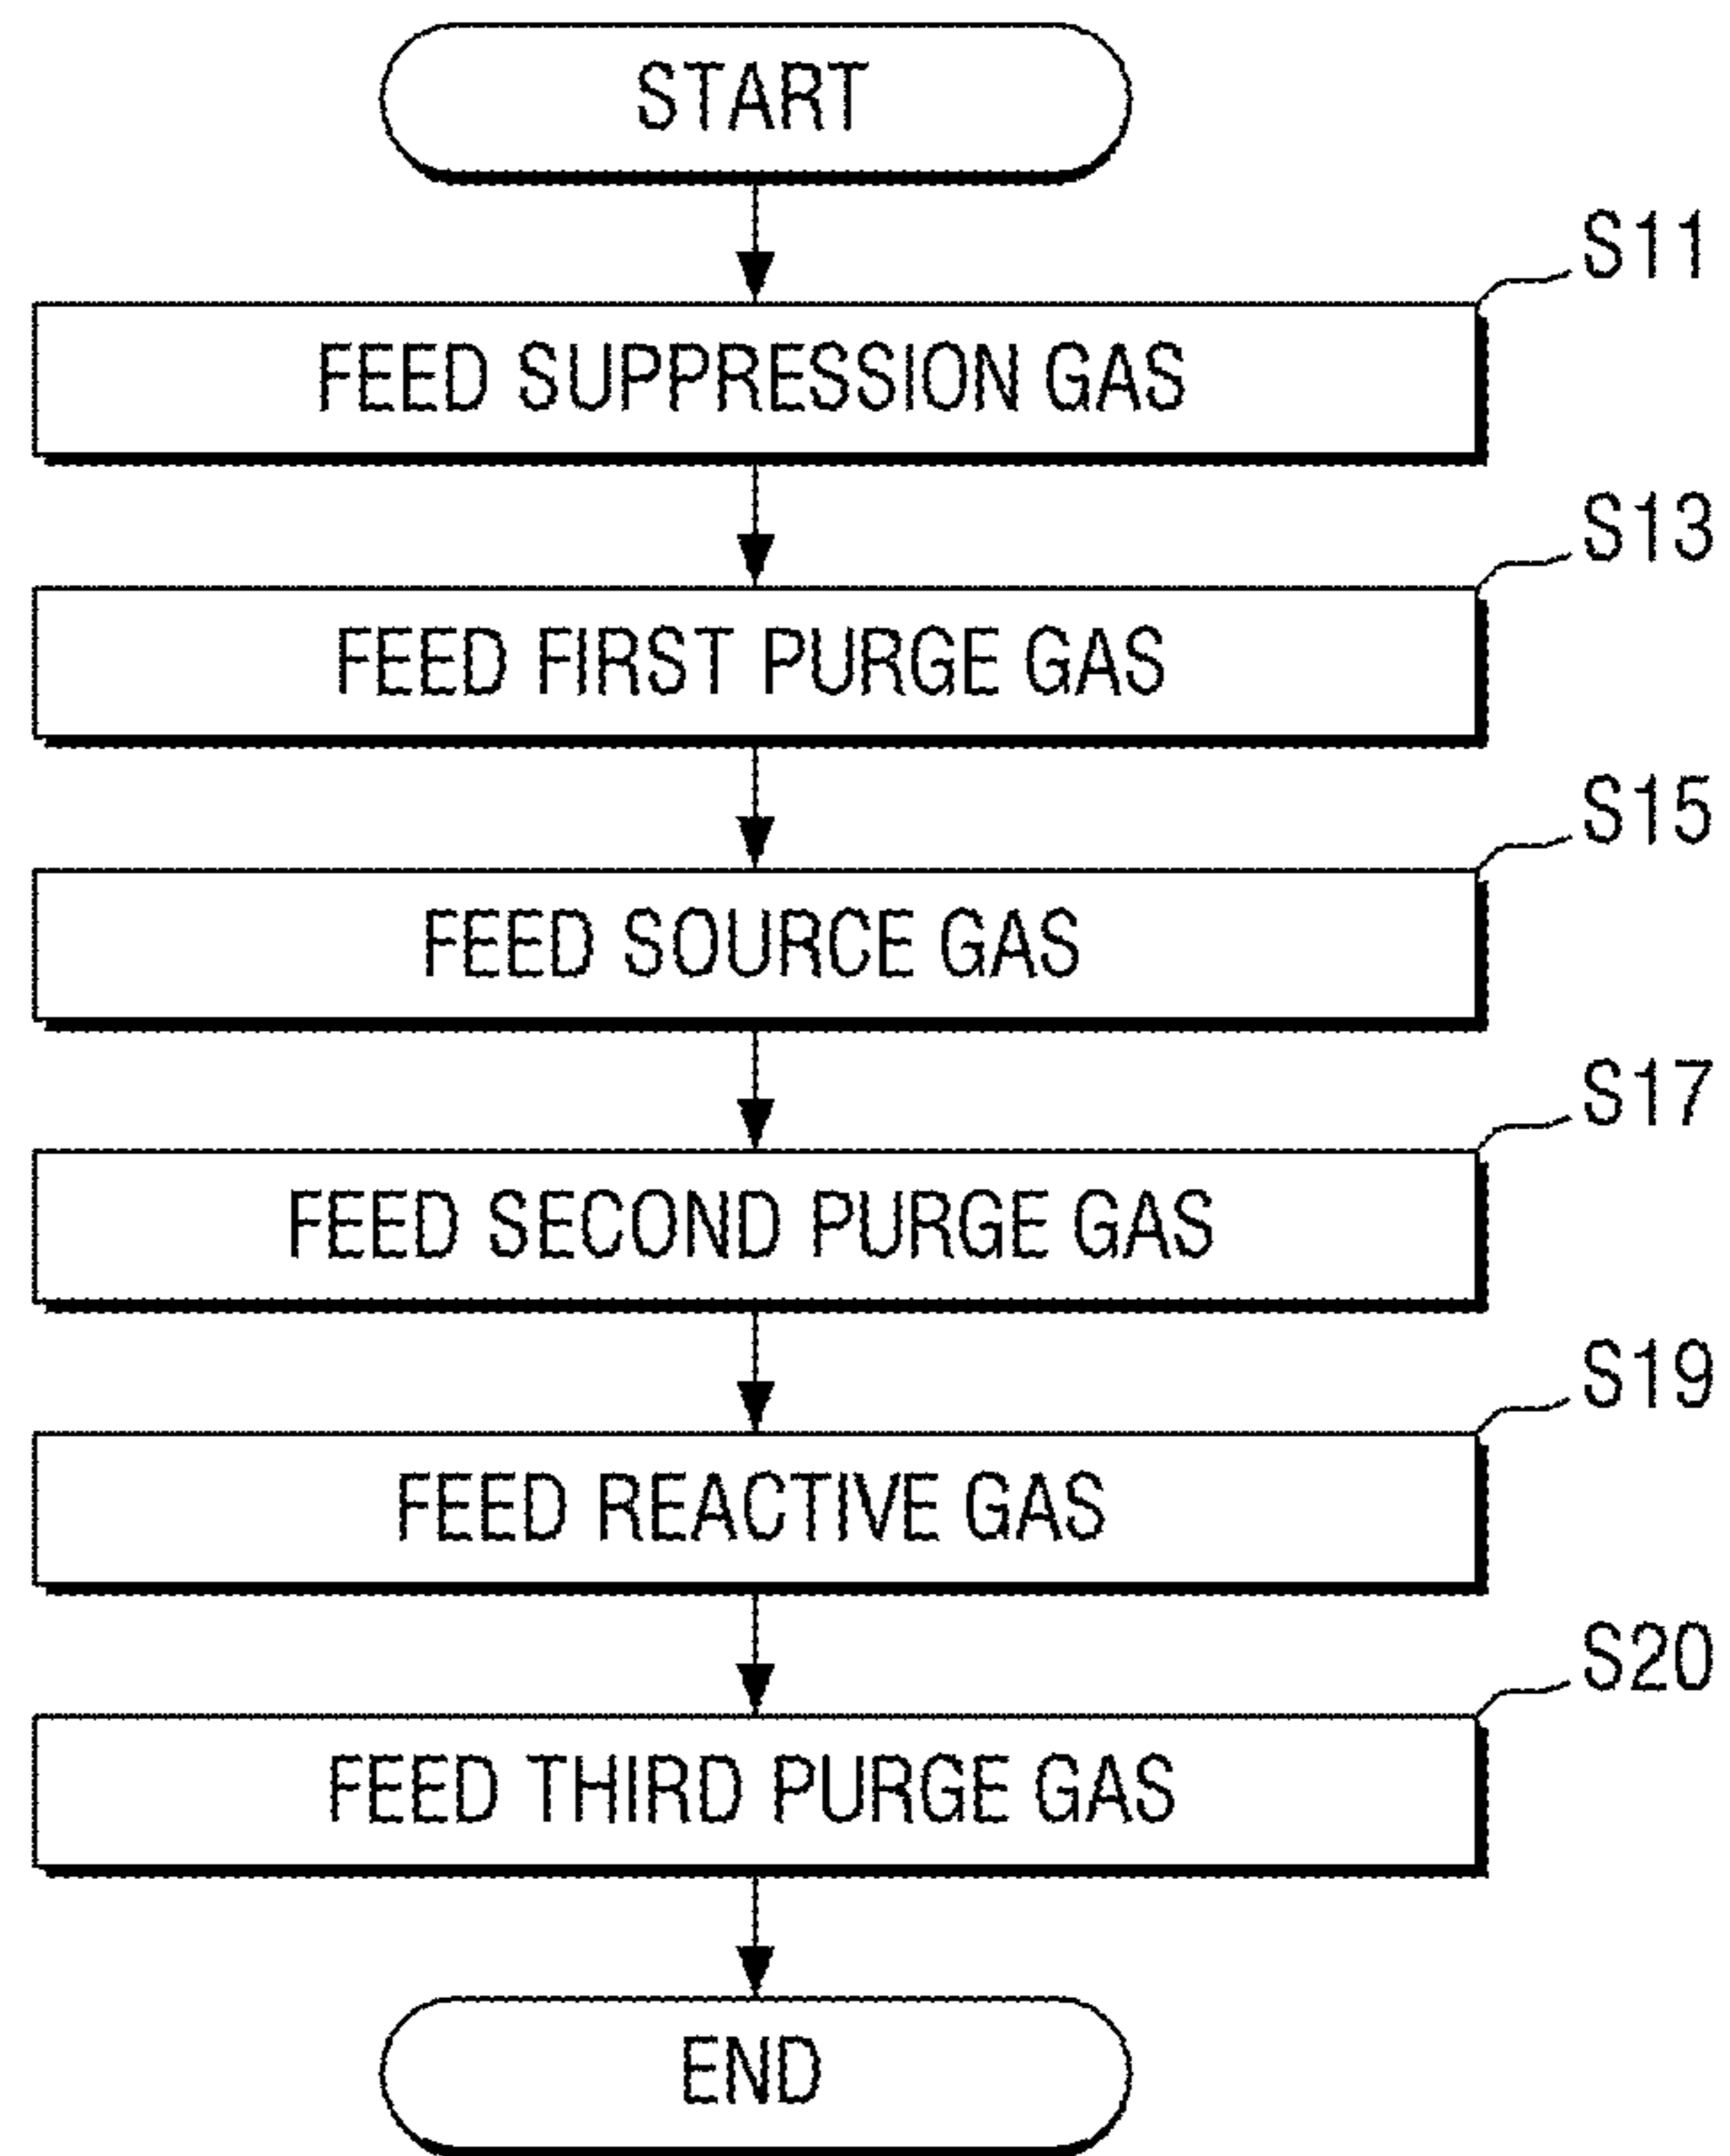 START
S11
FEED SUPPRESSION GAS
S13
FEED FIRST PURGE GAS
S15
FEED SOURCE GAS
S17
FEED SECOND PURGE GAS
S19
FEED REACTIVE GAS
S20
FEED THIRD PURGE GAS
END